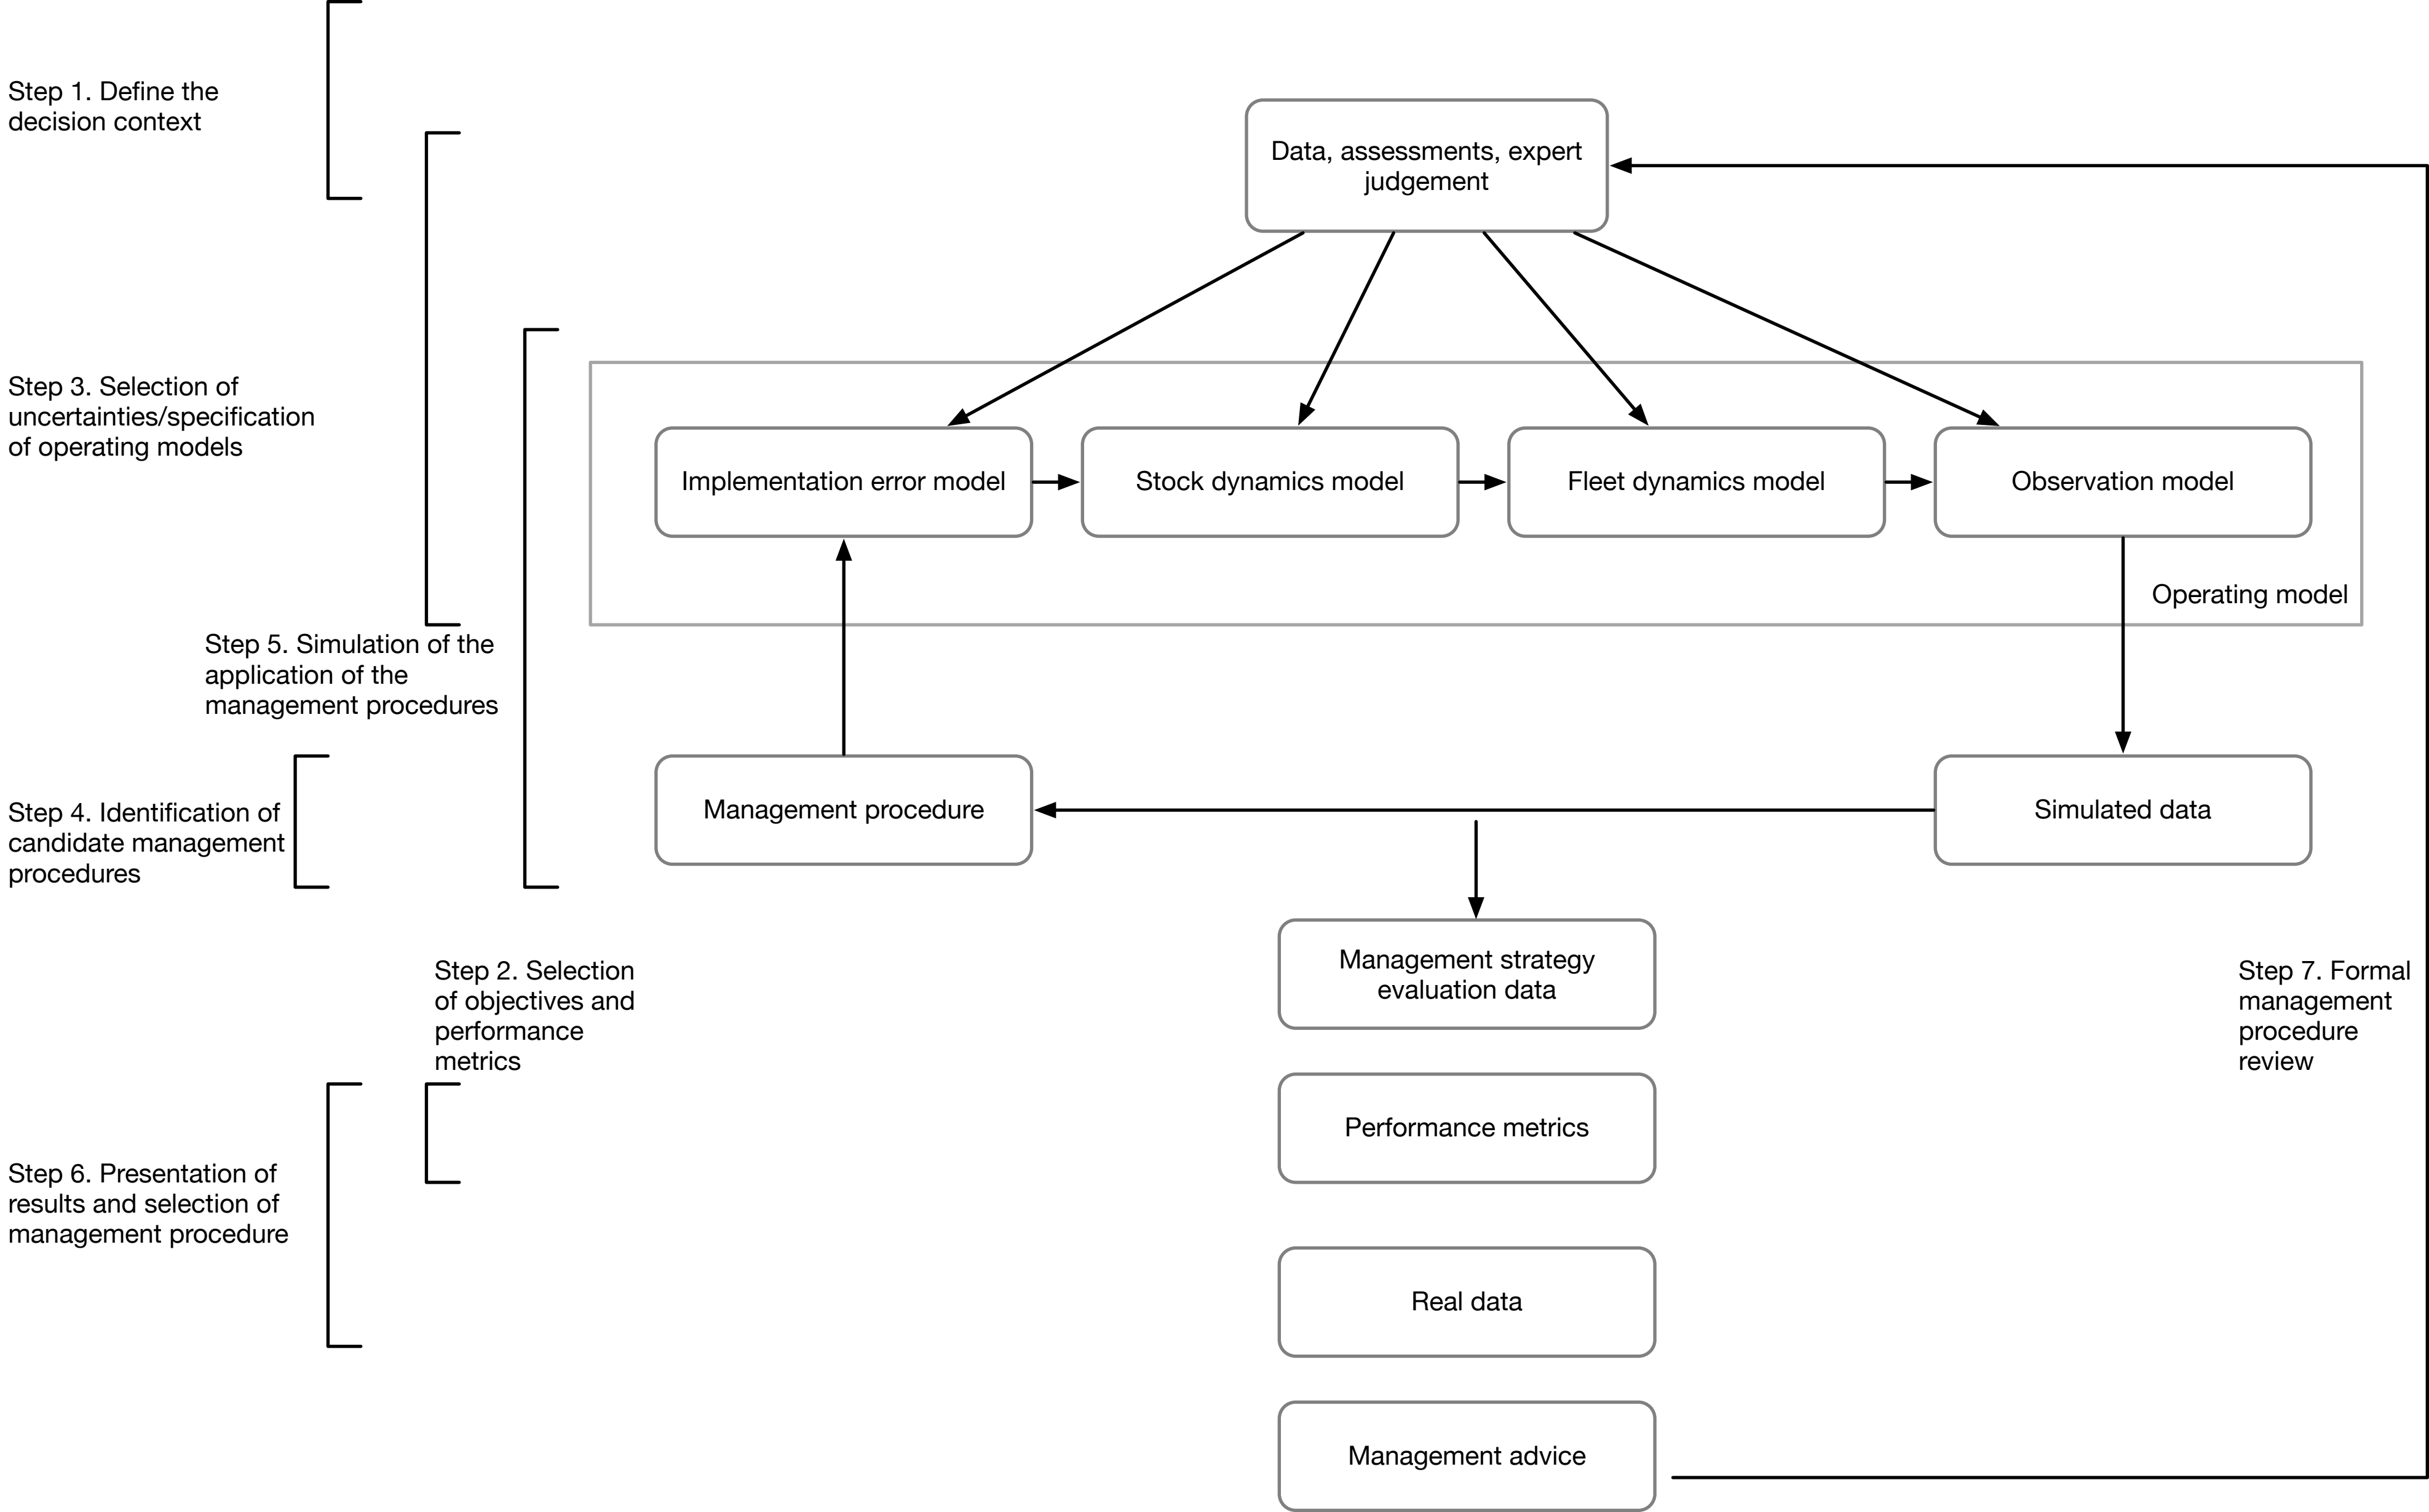 Step 1. Define the
decision context
Data, assessments, expert
judgement
Step 3. Selection of
uncertainties/specification
of operating models
Implementation error model
Stock dynamics model
Fleet dynamics model
Observation model
Operating model
Step 5. Simulation of the
application of the
management procedures
Step 4. Identification of
candidate management
procedures
Management procedure
Simulated data
Step 2. Selection
of objectives and
performance
metrics
Management strategy
evaluation data
Step 7. Formal
management
procedure
review
Performance metrics
Step 6. Presentation of
results and selection of
management procedure
Real data
Management advice